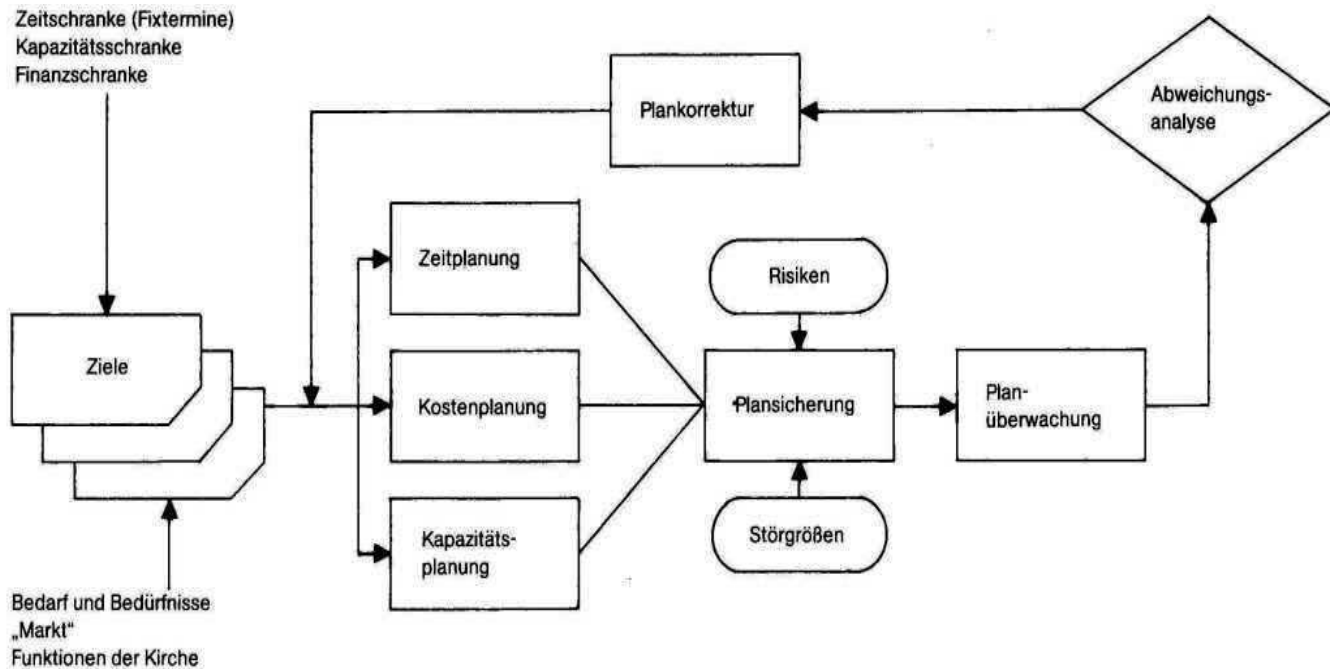 Zeitschranke (Fixtermine)
Kapazitätsschranke
Finanzschranke
Plankorrektur
Abweichungs-
analyse
Zeitplanung
Risiken
Ziele
Kostenplanung
Plansicherung
Plan-
überwachung
Kapazitäts-
planung
Störgrößen
Bedarf und Bedürfnisse
„Markt“
Funktionen der Kirche